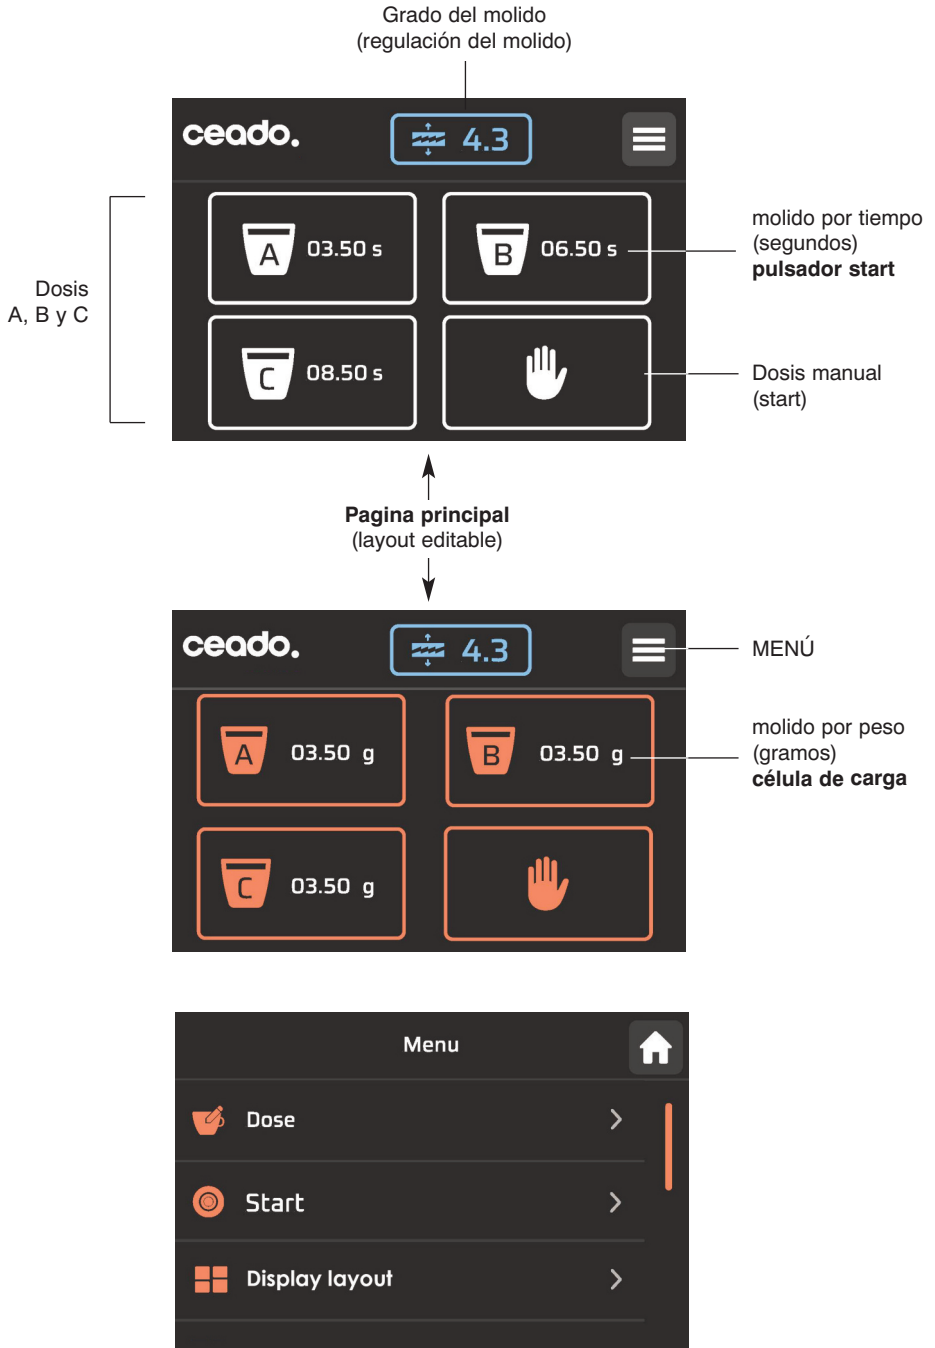 Grado del molido
(regulación del molido)
ceado.
4.3
A 03.50 s
B 06.50 s
molido por tiempo
(segundos)
pulsador start
Dosis
A, B y C
C 08.50 s
Dosis manual
(start)
Pagina principal
(layout editable)
ceado.
4.3
MENÚ
A 03.50 g
B 03.50 g
molido por peso
(gramos)
célula de carga
C 03.50 g
Menu
Dose
Start
Display layout